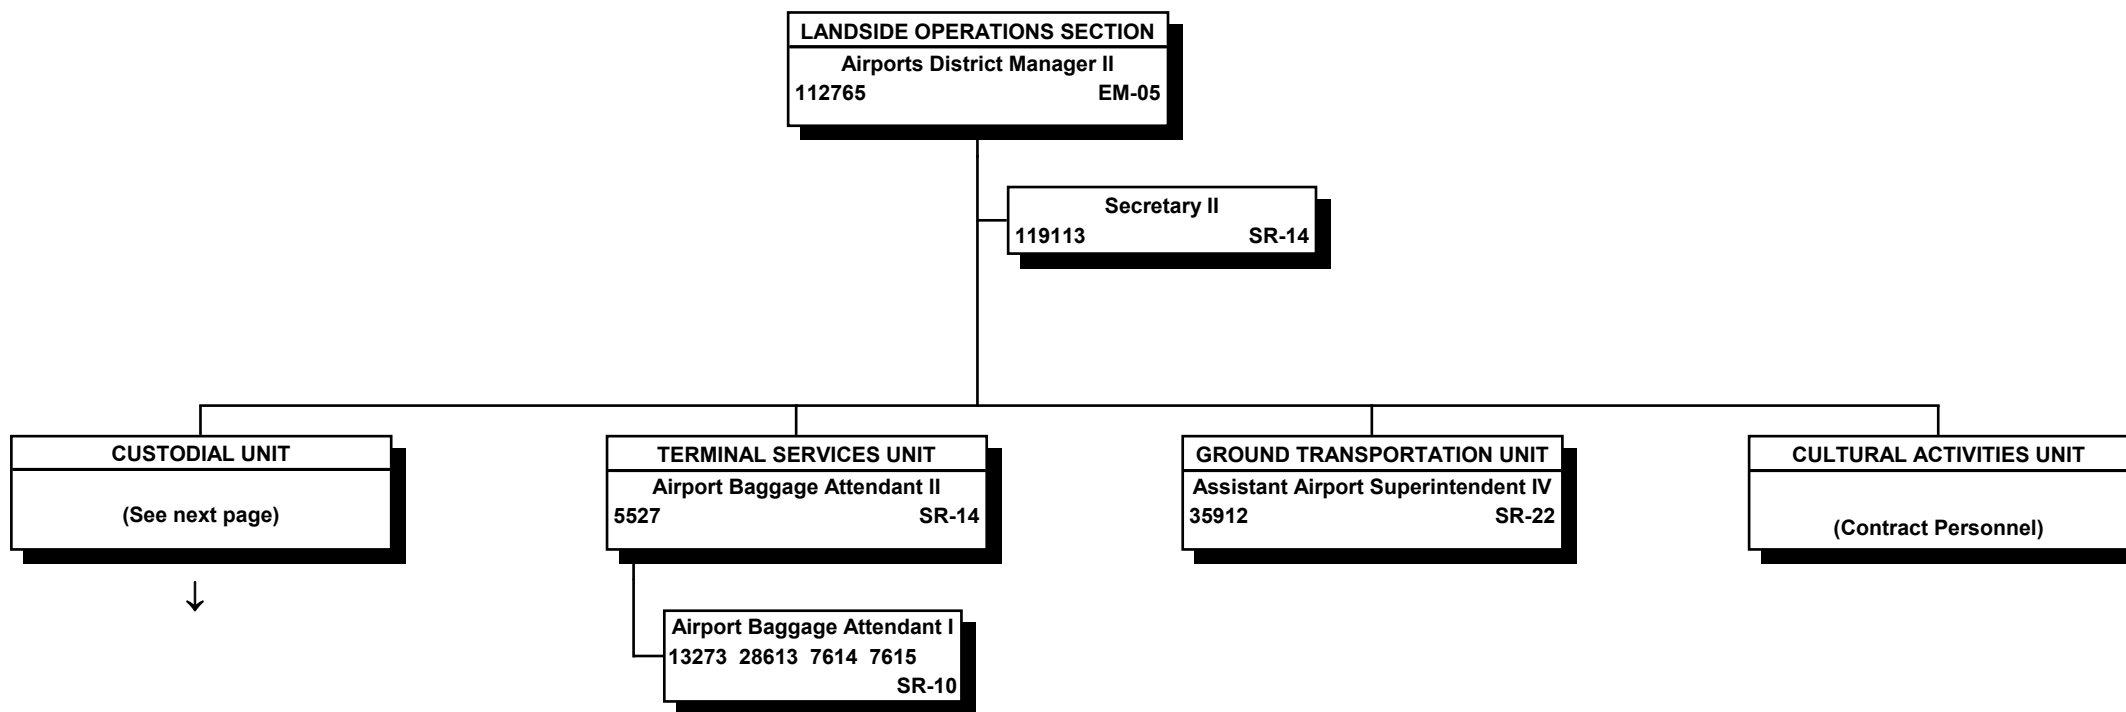 LANDSIDE OPERATIONS SECTION
Airports District Manager II
112765 EM-05
Secretary II
119113 SR-14
CUSTODIAL UNIT
(See next page)
TERMINAL SERVICES UNIT
Airport Baggage Attendant II
5527 SR-14
Airport Baggage Attendant I
13273 28613 7614 7615
SR-10
GROUND TRANSPORTATION UNIT
Assistant Airport Superintendent IV
35912 SR-22
CULTURAL ACTIVITIES UNIT
(Contract Personnel)